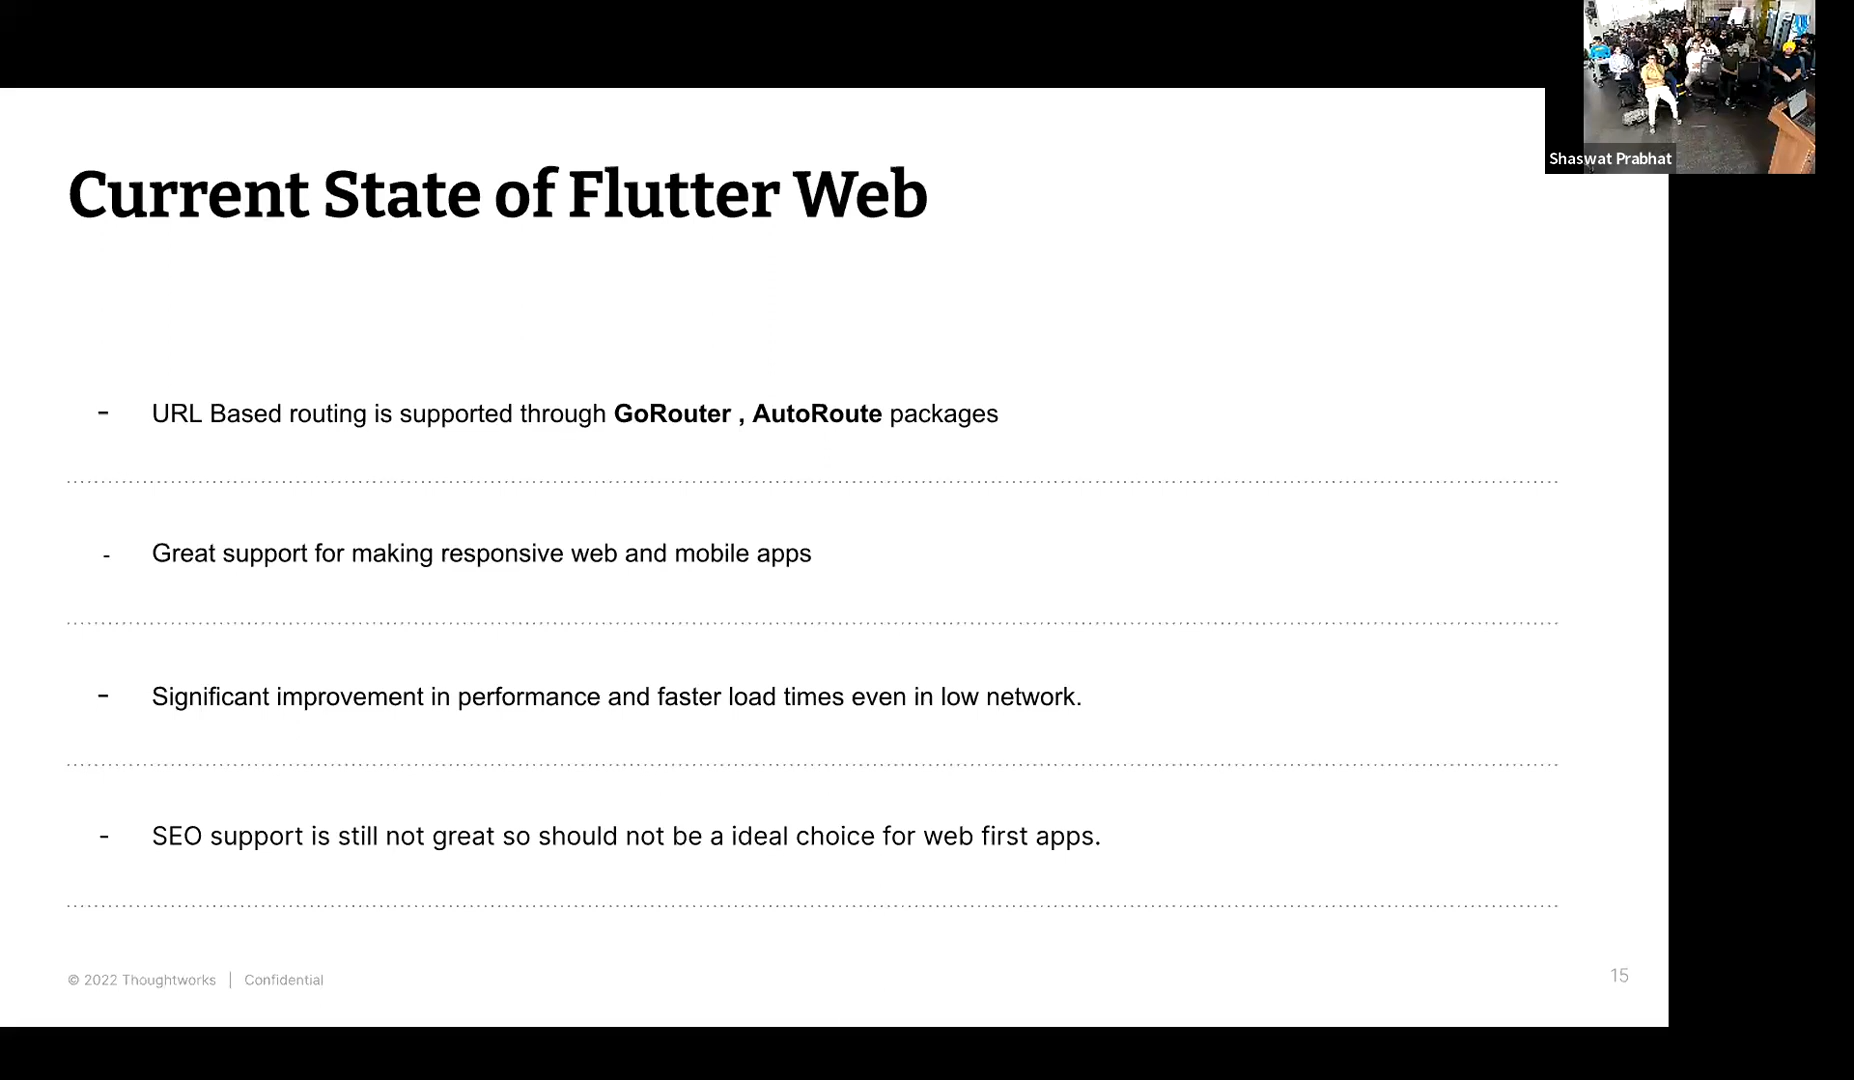 Shaswat Prabhat
Current State of Flutter Web
- URL Based routing is supported through GoRouter , AutoRoute packages
- Great support for making responsive web and mobile apps
- Significant improvement in performance and faster load times even in low network.
- SEO support is still not great so should not be a ideal choice for web first apps.
© 2022 Thoughtworks | Confidential
15